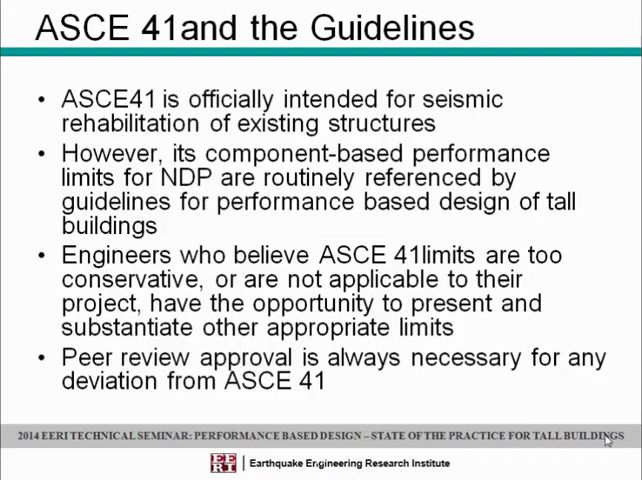 ASCE 41and the Guidelines
• ASCE41 is officially intended for seismic
rehabilitation of existing structures
• However, its component-based performance
limits for NDP are routinely referenced by
guidelines for performance based design of tall
buildings
• Engineers who believe ASCE 41limits are too
conservative, or are not applicable to their
project, have the opportunity to present and
substantiate other appropriate limits
• Peer review approval is always necessary for any
deviation from ASCE 41
2014 EERI TECHNICAL SEMINAR: PERFORMANCE BASED DESIGN – STATE OF THE PRACTICE FOR TALL BUILDINGS
EERI | Earthquake Engineering Research Institute